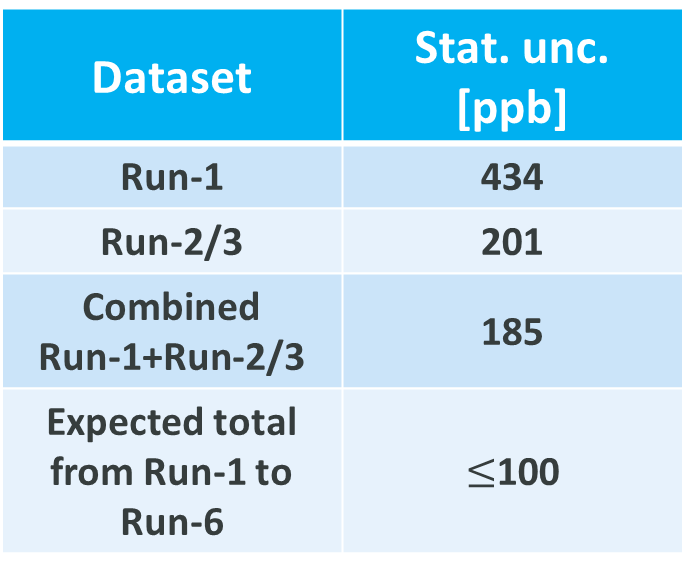 Dataset
Stat. unc.
[ppb]
Run-1
434
Run-2/3
201
Combined
Run-1+Run-2/3
185
Expected total
from Run-1 to
Run-6
≤100